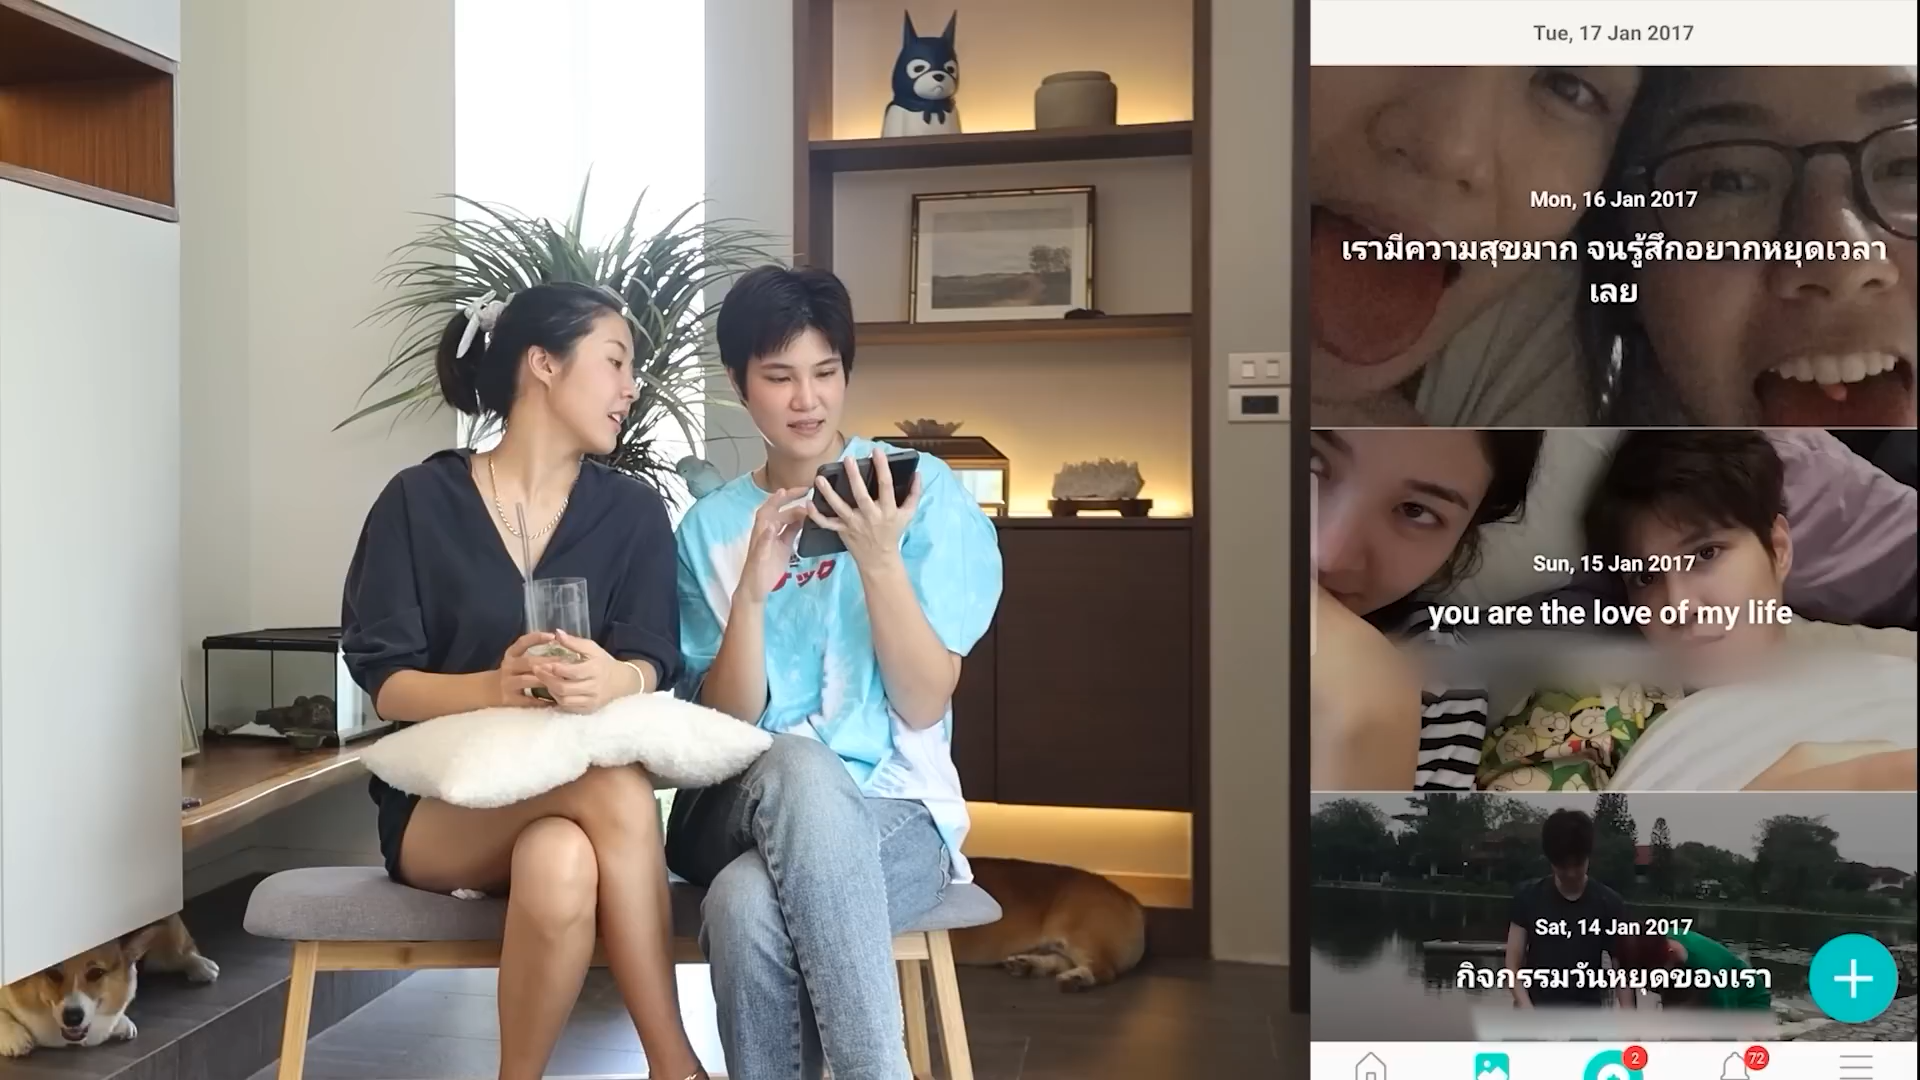 Tue, 17 Jan 2017
Mon, 16 Jan 2017
เรามีความสุขมาก จนรู้สึกอยากหยุดเวลา
เลย
Sun, 15 Jan 2017
you are the love of my life
Sat, 14 Jan 2017
กิจกรรมวันหยุดของเรา
2
72